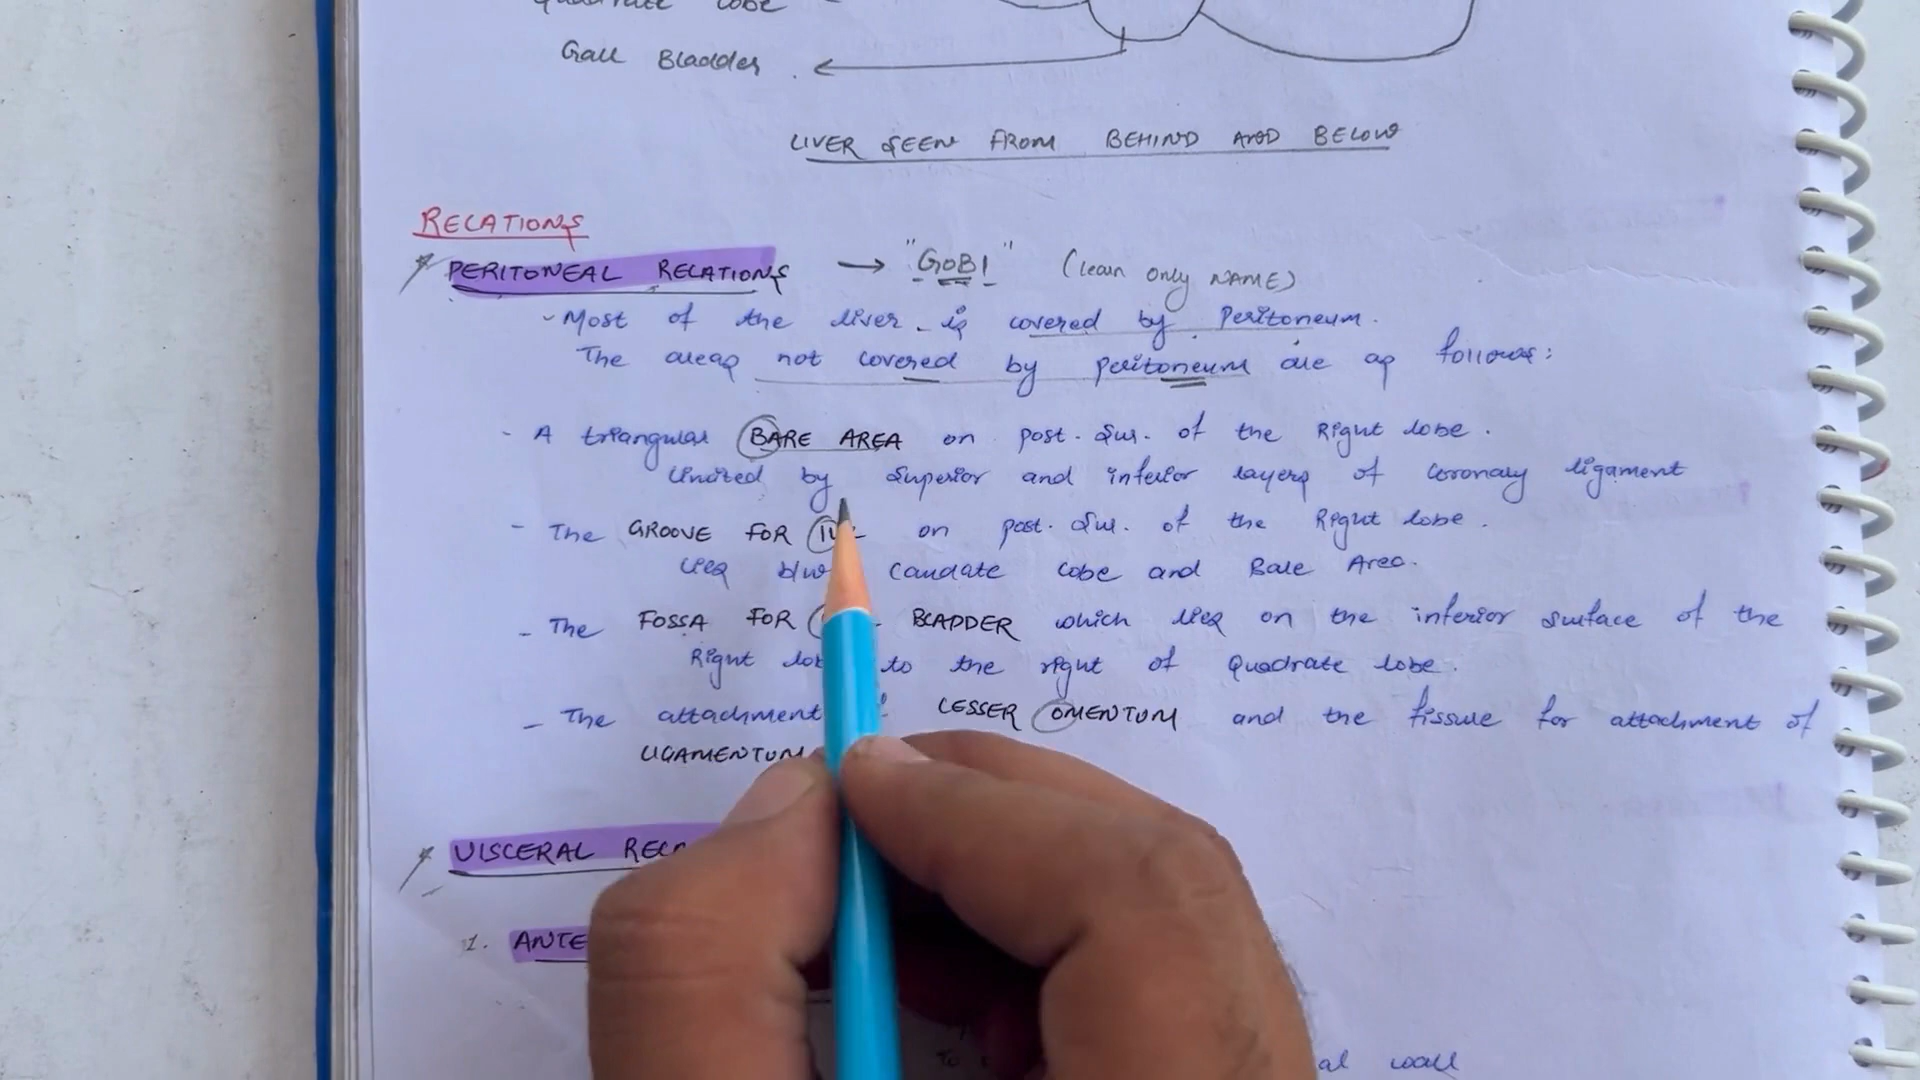 Quadrate lobe -
Gall Bladder .
LIVER SEEN FROM BEHIND AND BELOW
RELATIONS
PERITONEAL RELATIONS → "GOBI" (learn only NAME)
- Most of the liver is covered by Peritoneum.
The areas not covered by peritoneum are as follows:
- A triangular BARE AREA on post. Sur. of the Right lobe.
limited by superior and inferior layers of coronary ligament
- The GROOVE FOR on post. Sur. of the Right lobe.
lies b/w caudate lobe and Bare Area.
- The FOSSA FOR BLADDER which lies on the inferior surface of the
Right to the right of Quadrate lobe.
- The attachment LESSER OMENTUM and the fissure for attachment of
LIGAMENTUM
VISCERAL
1.
wall